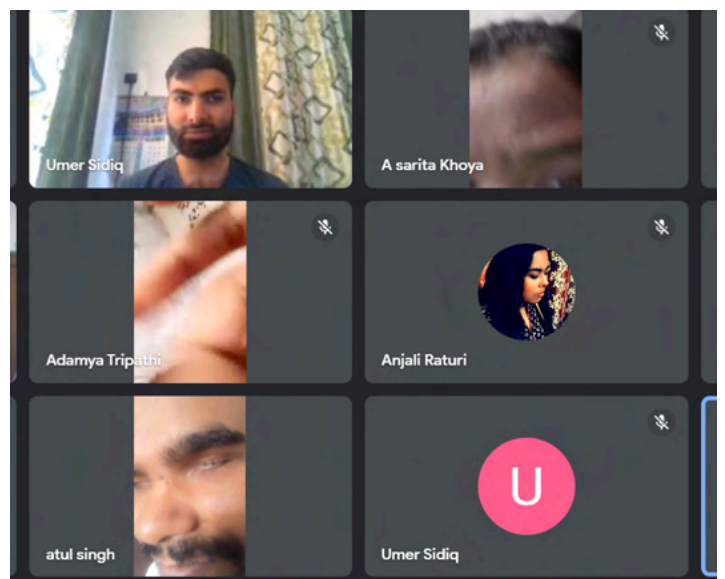 Umer Sidiq
A sarita Khoya
Adamya Tripathi
Anjali Raturi
atul singh
U
Umer Sidiq